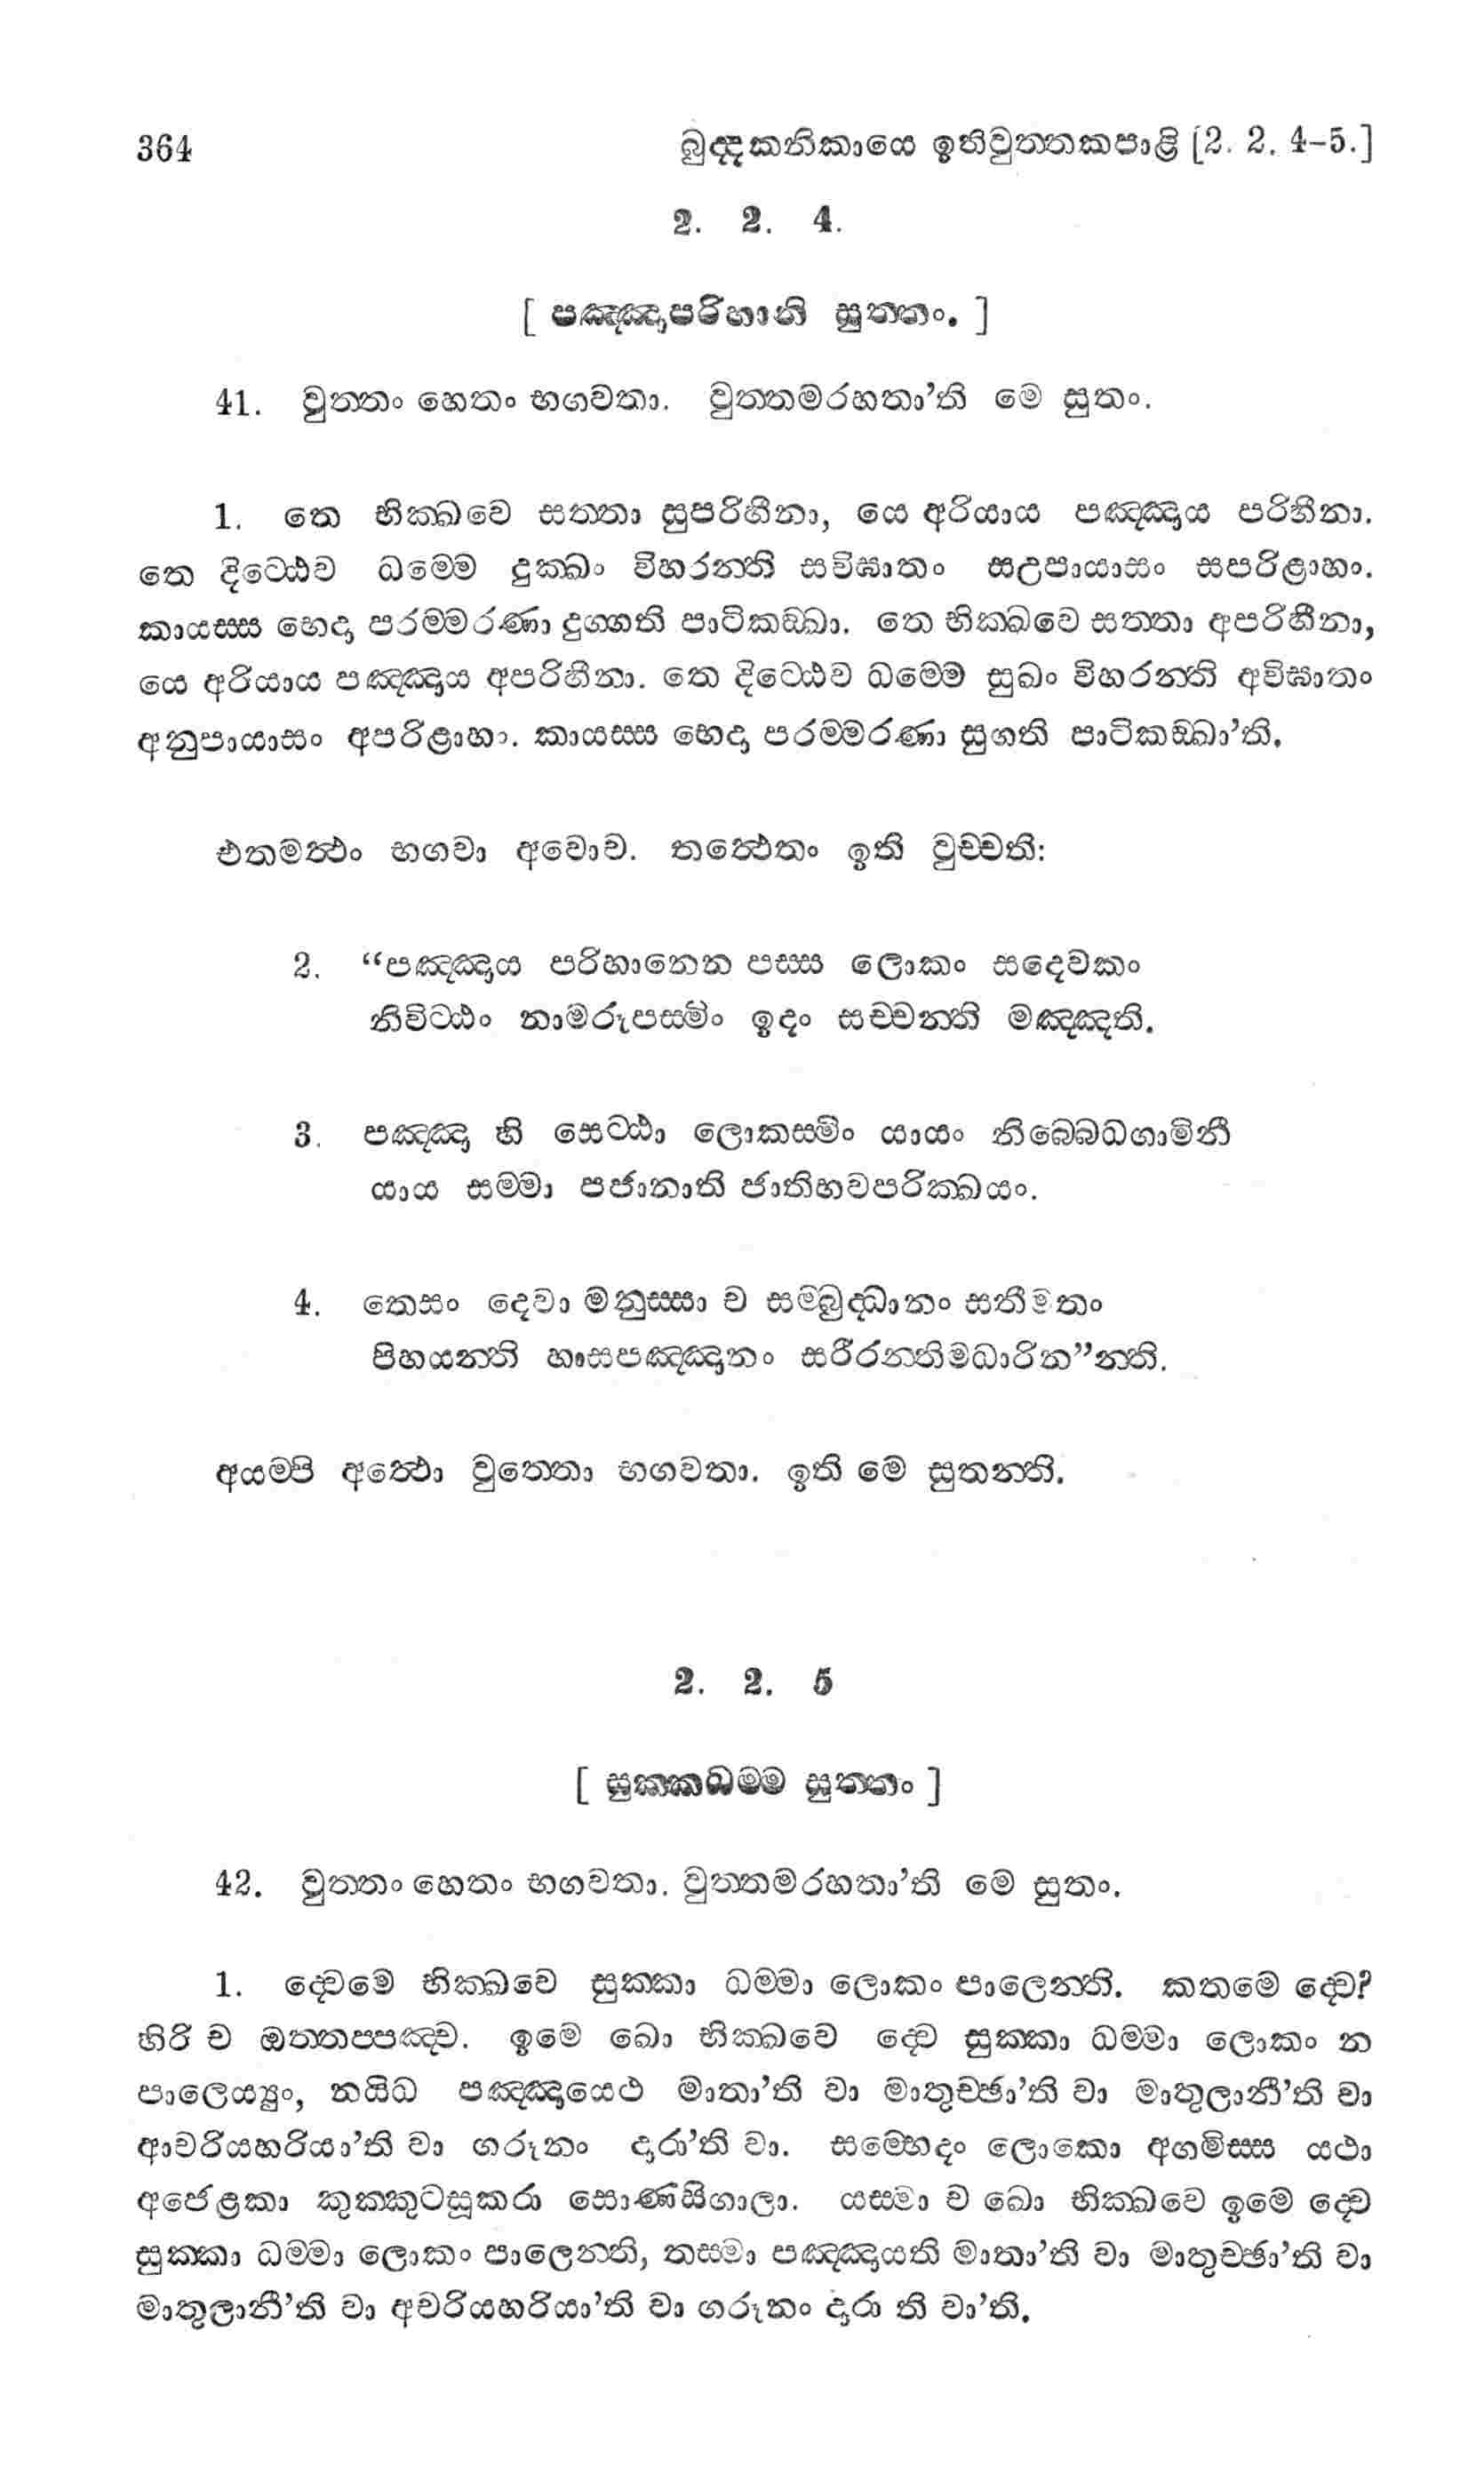 364 ඛුද්දකනිකායෙ ඉතිවුත්තකපාළි [2. 2. 4-5.]
2. 2. 4.
[ පඤ්ඤාපරිහානි සුත්තං. ]
41. වුත්තං හෙතං භගවතා. වුත්තමරහතා’ති මෙ සුතං.
1. තෙ භික්ඛවෙ සත්තා සුපරිහීනා, යෙ අරියාය පඤ්ඤාය පරිහීනා.
තෙ දිට්ඨෙව ධම්මෙ දුක්ඛං විහරන්ති සවිඝාතං සඋපායාසං සපරිළාහං.
කායස්ස භෙදා පරම්මරණා දුග්ගති පාටිකඞ්ඛා. තෙ භික්ඛවෙ සත්තා අපරිහීනා,
යෙ අරියාය පඤ්ඤාය අපරිහීනා. තෙ දිට්ඨෙව ධම්මෙ සුඛං විහරන්ති අවිඝාතං
අනුපායාසං අපරිළාහං. කායස්ස භෙදා පරම්මරණා සුගති පාටිකඞ්ඛා’ති.
එතමත්ථං භගවා අවොච. තත්ථෙතං ඉති වුච්චති:
2. “පඤ්ඤාය පරිහානෙන පස්ස ලොකං සදෙවකං
නිවිට්ඨං නාමරූපස්මිං ඉදං සච්චන්ති මඤ්ඤති.
3. පඤ්ඤා හි සෙට්ඨා ලොකස්මිං යායං නිබ්බෙධගාමිනී
යාය සම්මා පජානාති ජාතිභවපරික්ඛයං.
4. තෙසං දෙවා මනුස්සා ච සම්බුද්ධානං සතීමතං
පිහයන්ති හාසපඤ්ඤානං සරීරන්තිමධාරින”න්ති.
අයම්පි අත්ථො වුත්තො භගවතා. ඉති මෙ සුතන්ති.
2. 2. 5
[ සුක්කධම්ම සුත්තං ]
42. වුත්තං හෙතං භගවතා. වුත්තමරහතා’ති මෙ සුතං.
1. ද්වෙමෙ භික්ඛවෙ සුක්කා ධම්මා ලොකං පාලෙන්ති. කතමෙ ද්වෙ?
හිරි ච ඔත්තප්පඤ්ච. ඉමෙ ඛො භික්ඛවෙ ද්වෙ සුක්කා ධම්මා ලොකං න
පාලෙය්‍යුං, නයිධ පඤ්ඤායෙථ මාතා’ති වා මාතුච්ඡා’ති වා මාතුලානී’ති වා
ආචරියභරියා’ති වා ගරූනං දාරා’ති වා. සම්භෙදං ලොකො අගමිස්ස යථා
අජෙළකා කුක්කුටසූකරා සොණසිගාලා. යස්මා ච ඛො භික්ඛවෙ ඉමෙ ද්වෙ
සුක්කා ධම්මා ලොකං පාලෙන්ති, තස්මා පඤ්ඤායති මාතා’ති වා මාතුච්ඡා’ති වා
මාතුලානී’ති වා අචරියභරියා’ති වා ගරූනං දාරා ති වා’ති.